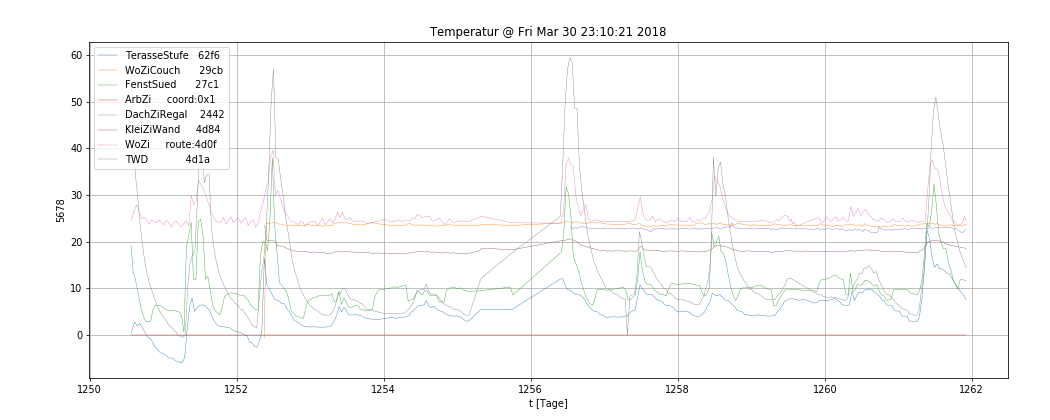 Temperatur @ Fri Mar 30 23:10:21 2018
60
50
40
30
20
10
0
5678
TerasseStufe 62f6
WoZiCouch 29cb
FenstSued 27c1
ArbZi coord:0x1
DachZiRegal 2442
KleiZiWand 4d84
WoZi route:4d0f
TWD 4d1a
1250 1252 1254 1256 1258 1260 1262
t [Tage]